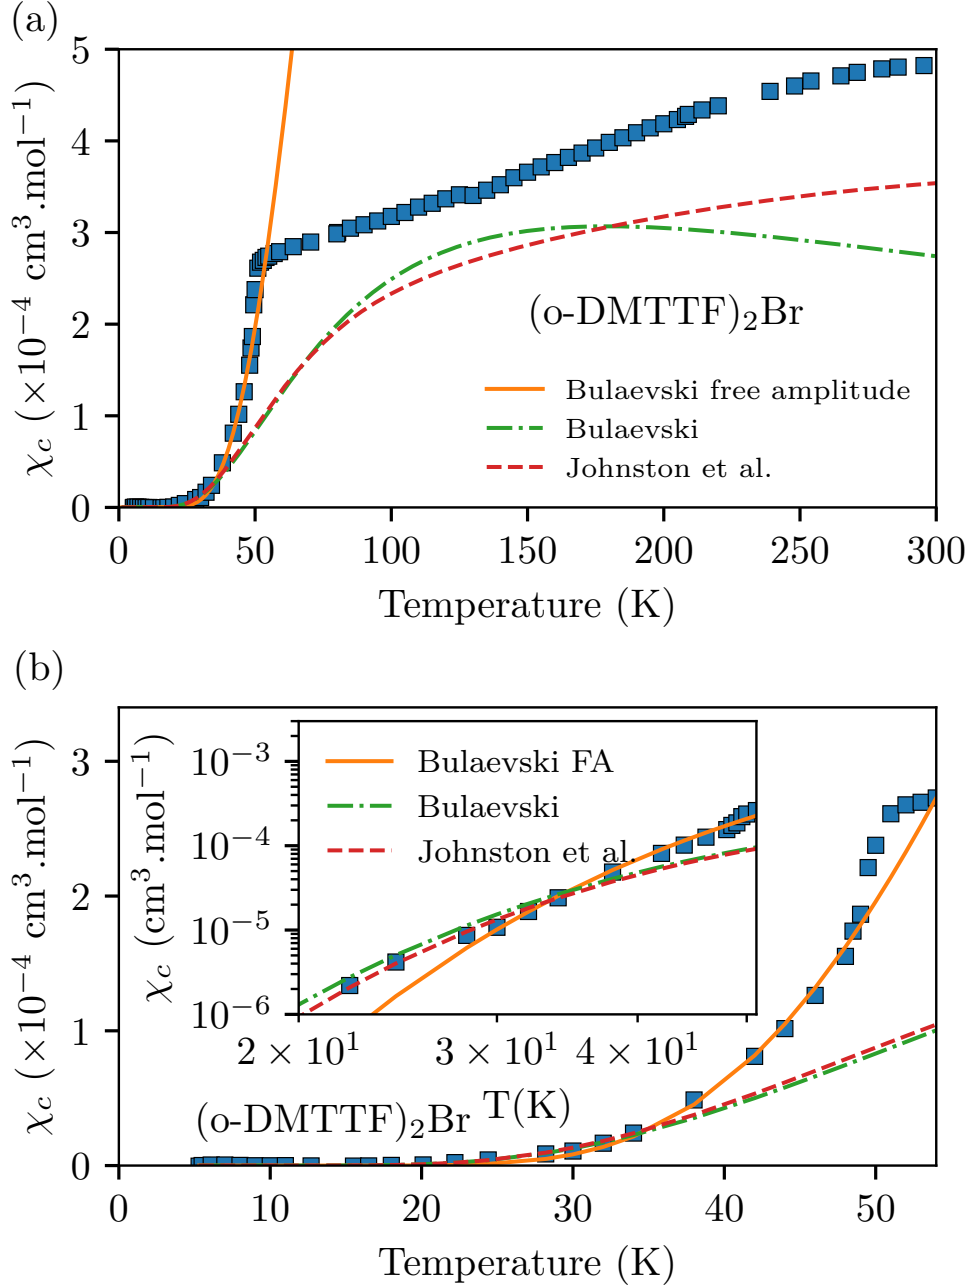 (a)
5
4
3
2
1
0
χc (×10⁻⁴ cm³.mol⁻¹)
(o-DMTTF)₂Br
Bulaevski free amplitude
Bulaevski
Johnston et al.
0 50 100 150 200 250 300
Temperature (K)
(b)
3
2
1
0
χc (×10⁻⁴ cm³.mol⁻¹)
10⁻³
10⁻⁴
10⁻⁵
10⁻⁶
χc (cm³.mol⁻¹)
Bulaevski FA
Bulaevski
Johnston et al.
2 × 10¹ 3 × 10¹ 4 × 10¹
T(K)
(o-DMTTF)₂Br
0 10 20 30 40 50
Temperature (K)